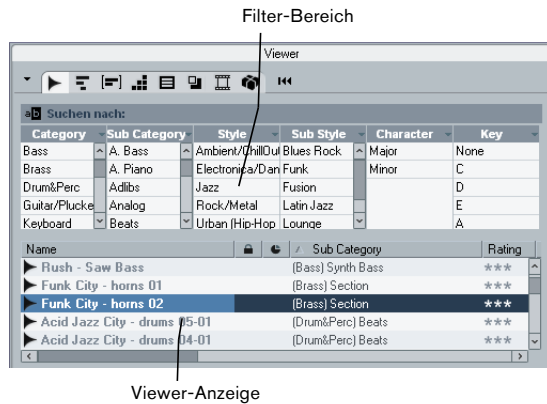 Filter-Bereich
Viewer
Suchen nach:
Category Sub Category Style Sub Style Character Key
Bass A. Bass Ambient/ChillOut Blues Rock Major None
Brass A. Piano Electronica/Dan Funk Minor C
Drum&Perc Adlibs Jazz Fusion D
Guitar/Plucke Analog Rock/Metal Latin Jazz E
Keyboard Beats Urban (Hip-Hop Lounge A
Name Sub Category Rating
Rush - Saw Bass (Bass) Synth Bass ***
Funk City - horns 01 (Brass) Section ***
Funk City - horns 02 (Brass) Section ***
Acid Jazz City - drums 05-01 (Drum&Perc) Beats ***
Acid Jazz City - drums 04-01 (Drum&Perc) Beats ***
Viewer-Anzeige